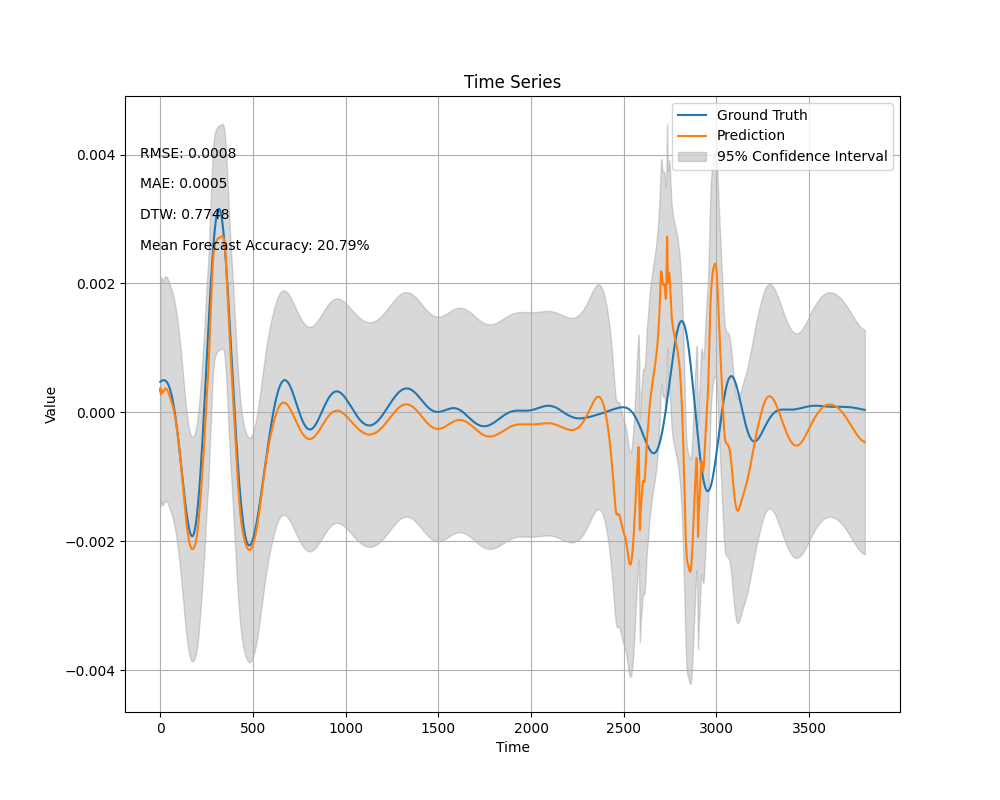 Time Series
Ground Truth
Prediction
95% Confidence Interval
RMSE: 0.0008
MAE: 0.0005
DTW: 0.7748
Mean Forecast Accuracy: 20.79%
0.004
0.002
0.000
−0.002
−0.004
Value
0 500 1000 1500 2000 2500 3000 3500
Time